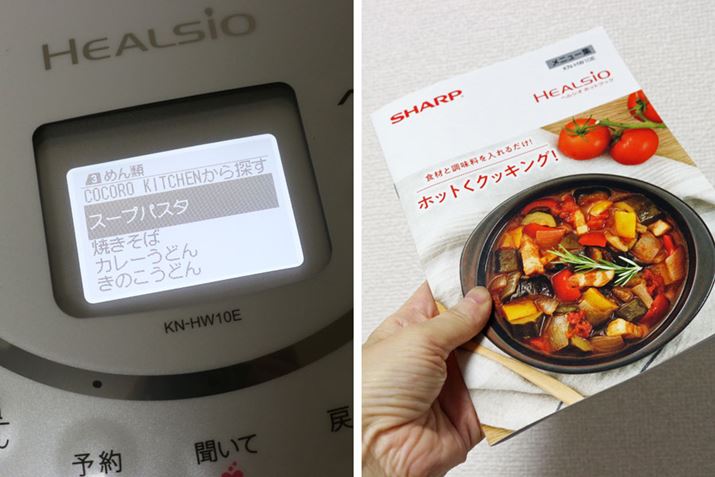 HEALSiO
3 めん類
COCORO KITCHENから探す
スープパスタ
焼きそば
カレーうどん
きのこうどん
KN-HW10E
予約
聞いて
戻
メニュー集
KN-HW10E
SHARP
HEALSiO
ヘルシオ ホットクック
食材と調味料を入れるだけ!
ホットくクッキング!